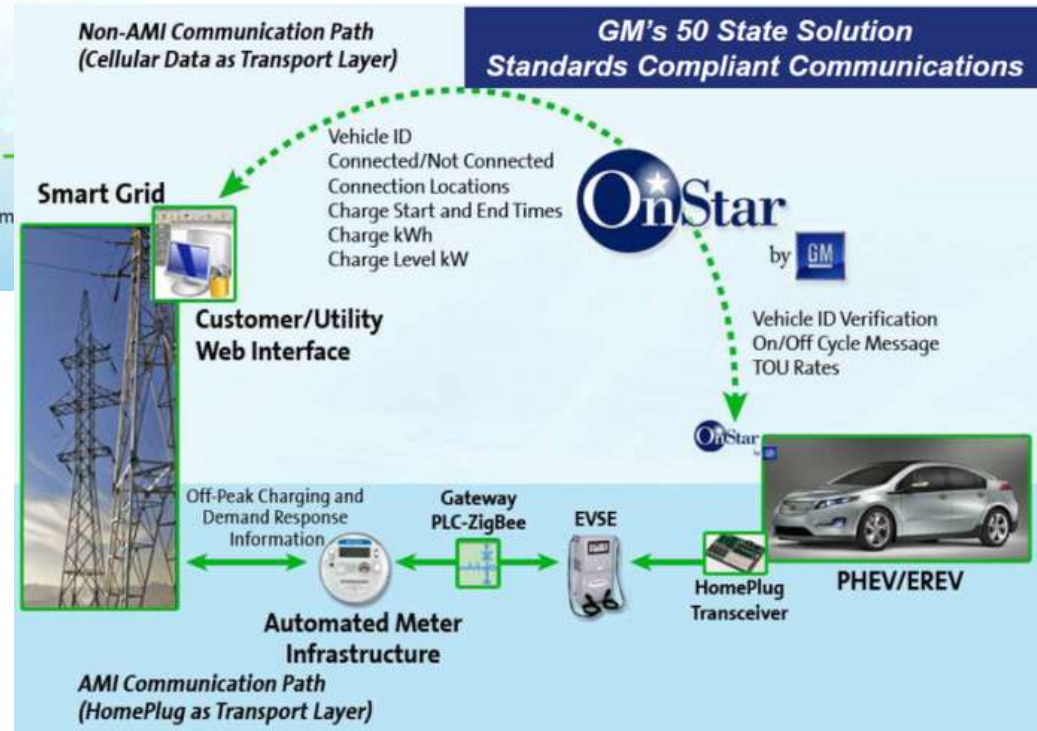 Non-AMI Communication Path
(Cellular Data as Transport Layer)
GM's 50 State Solution
Standards Compliant Communications
Vehicle ID
Connected/Not Connected
Connection Locations
Charge Start and End Times
Charge kWh
Charge Level kW
OnStar
by GM
Smart Grid
Customer/Utility
Web Interface
Vehicle ID Verification
On/Off Cycle Message
TOU Rates
OnStar
Off-Peak Charging and
Demand Response
Information
Gateway
PLC-ZigBee
EVSE
HomePlug
Transceiver
PHEV/EREV
Automated Meter
Infrastructure
AMI Communication Path
(HomePlug as Transport Layer)